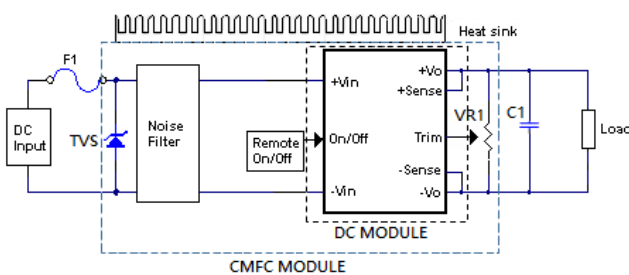 Heat sink
F1
+Vin
+Vo
+Sense
VR1
C1
DC
Input
TVS
Noise
Filter
Remote
On/Off
On/Off
Trim
Load
-Sense
-Vin
-Vo
DC MODULE
CMFC MODULE